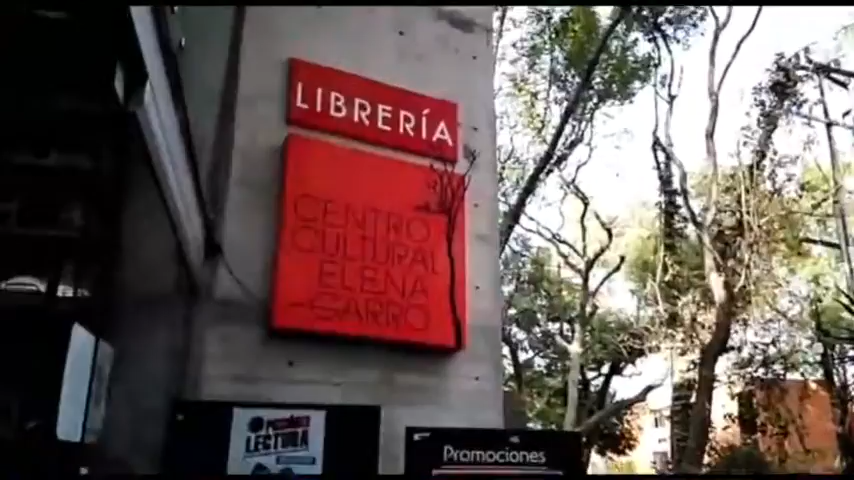 LIBRERÍA
CENTRO
CULTURAL
ELENA
GARRO
LECTURA
Promociones